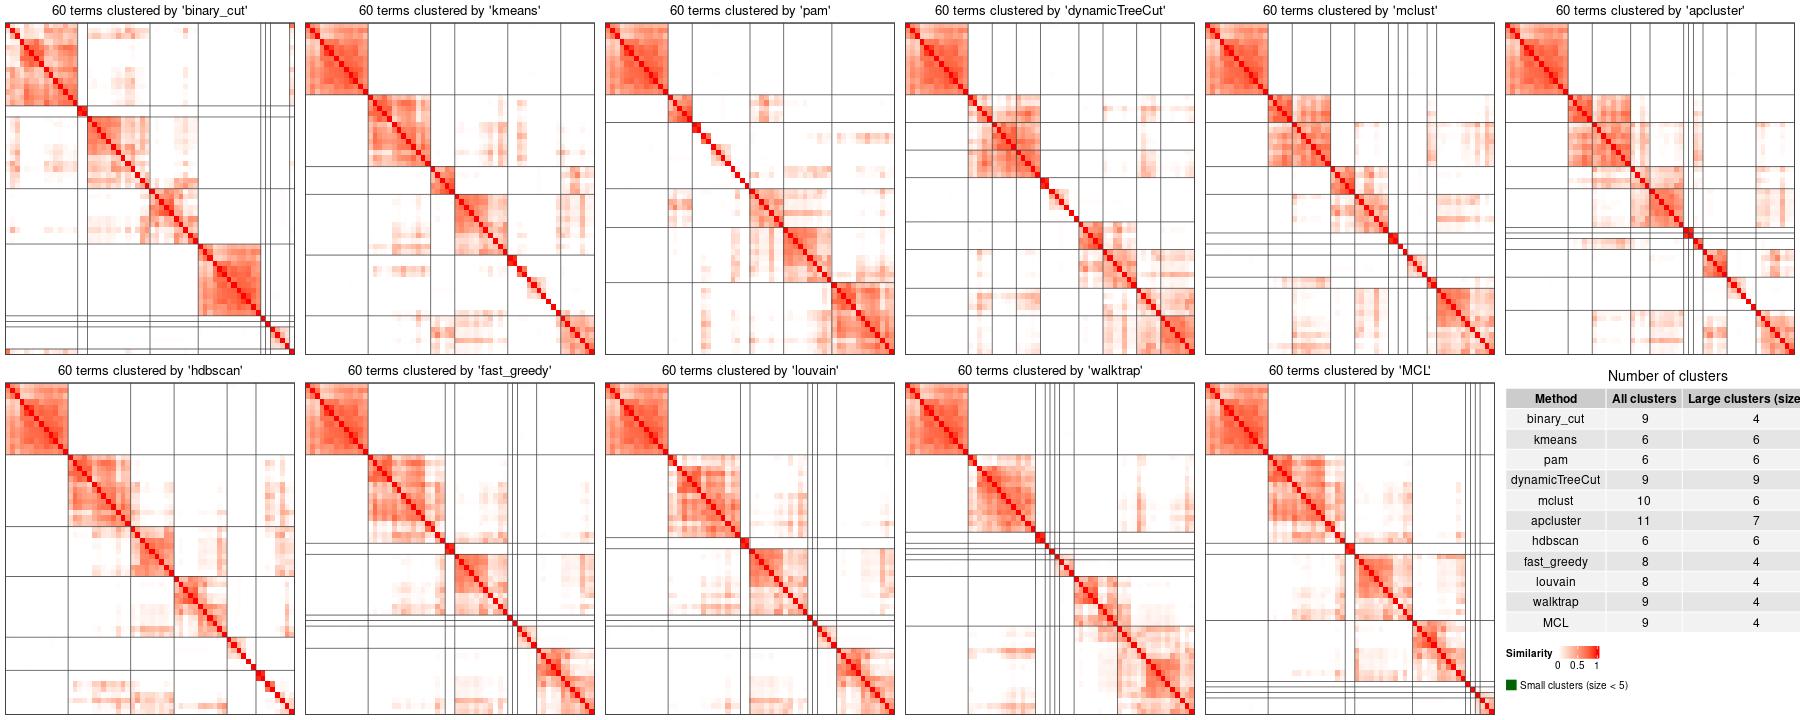 60 terms clustered by 'binary_cut'
60 terms clustered by 'kmeans'
60 terms clustered by 'pam'
60 terms clustered by 'dynamicTreeCut'
60 terms clustered by 'mclust'
60 terms clustered by 'apcluster'
60 terms clustered by 'hdbscan'
60 terms clustered by 'fast_greedy'
60 terms clustered by 'louvain'
60 terms clustered by 'walktrap'
60 terms clustered by 'MCL'
Number of clusters
Method All clusters Large clusters (size
binary_cut 9 4
kmeans 6 6
pam 6 6
dynamicTreeCut 9 9
mclust 10 6
apcluster 11 7
hdbscan 6 6
fast_greedy 8 4
louvain 8 4
walktrap 9 4
MCL 9 4
Similarity
0 0.5 1
Small clusters (size < 5)